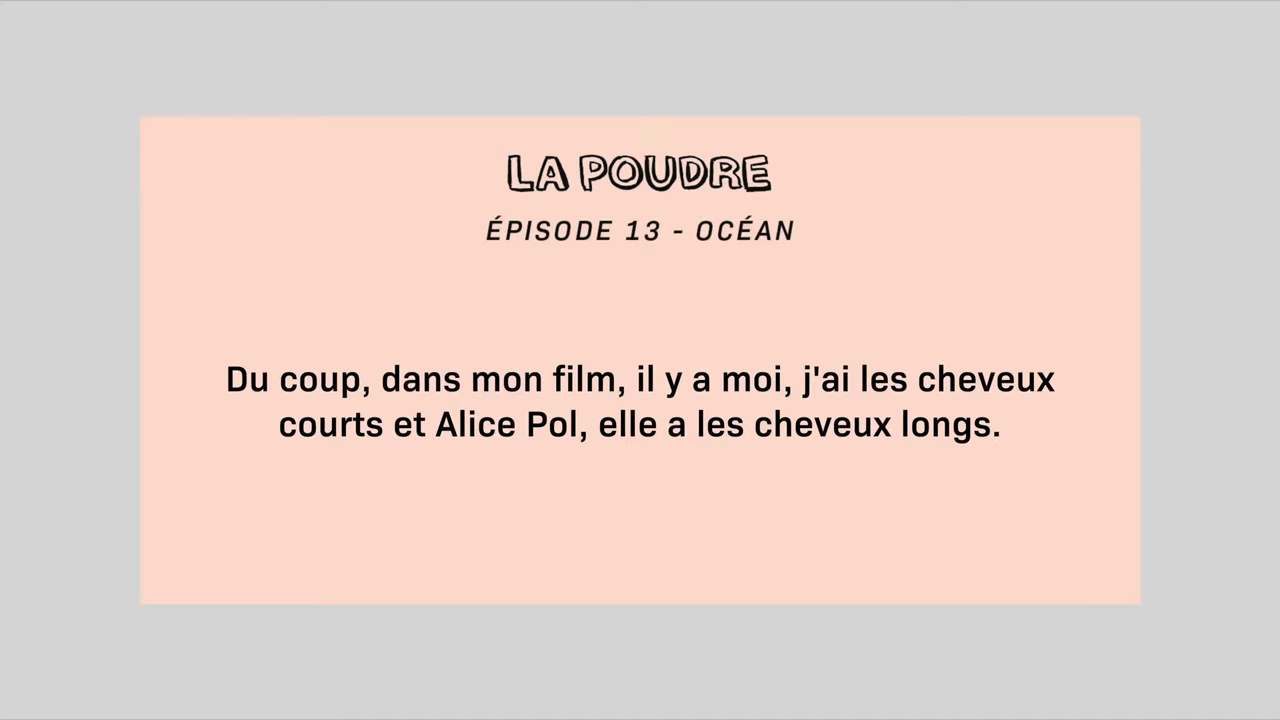 LA POUDRE
ÉPISODE 13 - OCÉAN
Du coup, dans mon film, il y a moi, j'ai les cheveux
courts et Alice Pol, elle a les cheveux longs.